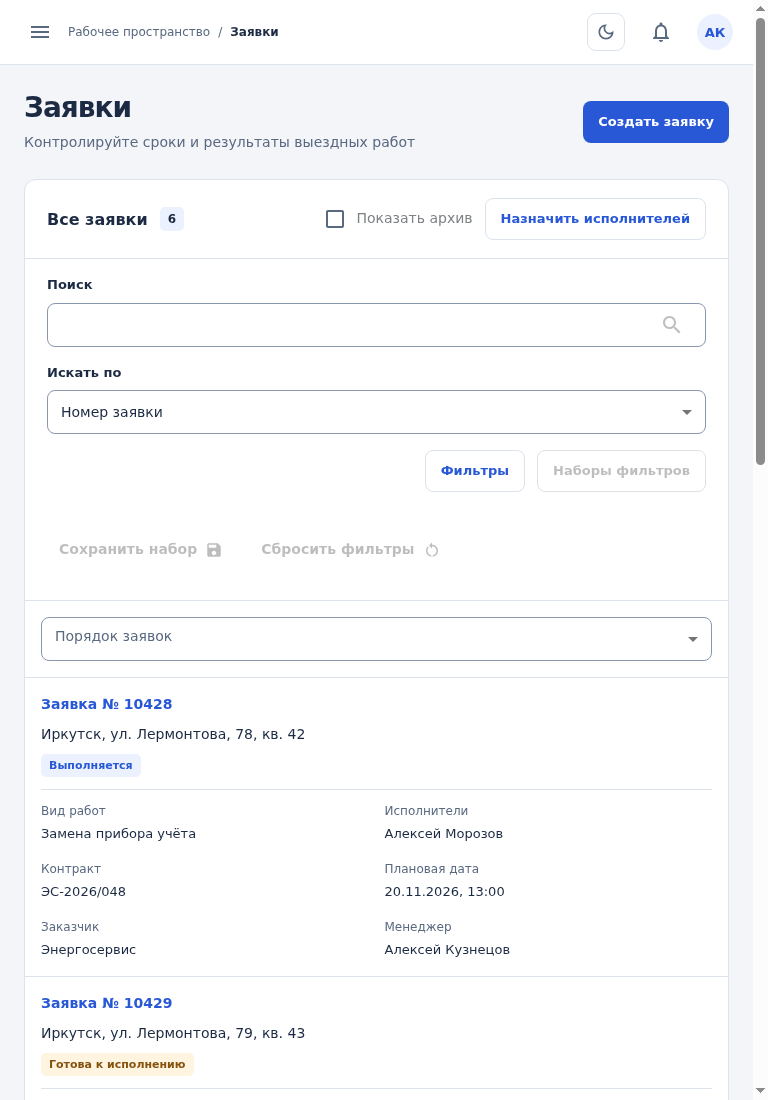 Рабочее пространство / Заявки
АК
Заявки
Контролируйте сроки и результаты выездных работ
Создать заявку
Все заявки 6
Показать архив
Назначить исполнителей
Поиск
Искать по
Номер заявки
Фильтры
Наборы фильтров
Сохранить набор
Сбросить фильтры
Порядок заявок
Заявка № 10428
Иркутск, ул. Лермонтова, 78, кв. 42
Выполняется
Вид работ
Замена прибора учёта
Исполнители
Алексей Морозов
Контракт
ЭС-2026/048
Плановая дата
20.11.2026, 13:00
Заказчик
Энергосервис
Менеджер
Алексей Кузнецов
Заявка № 10429
Иркутск, ул. Лермонтова, 79, кв. 43
Готова к исполнению